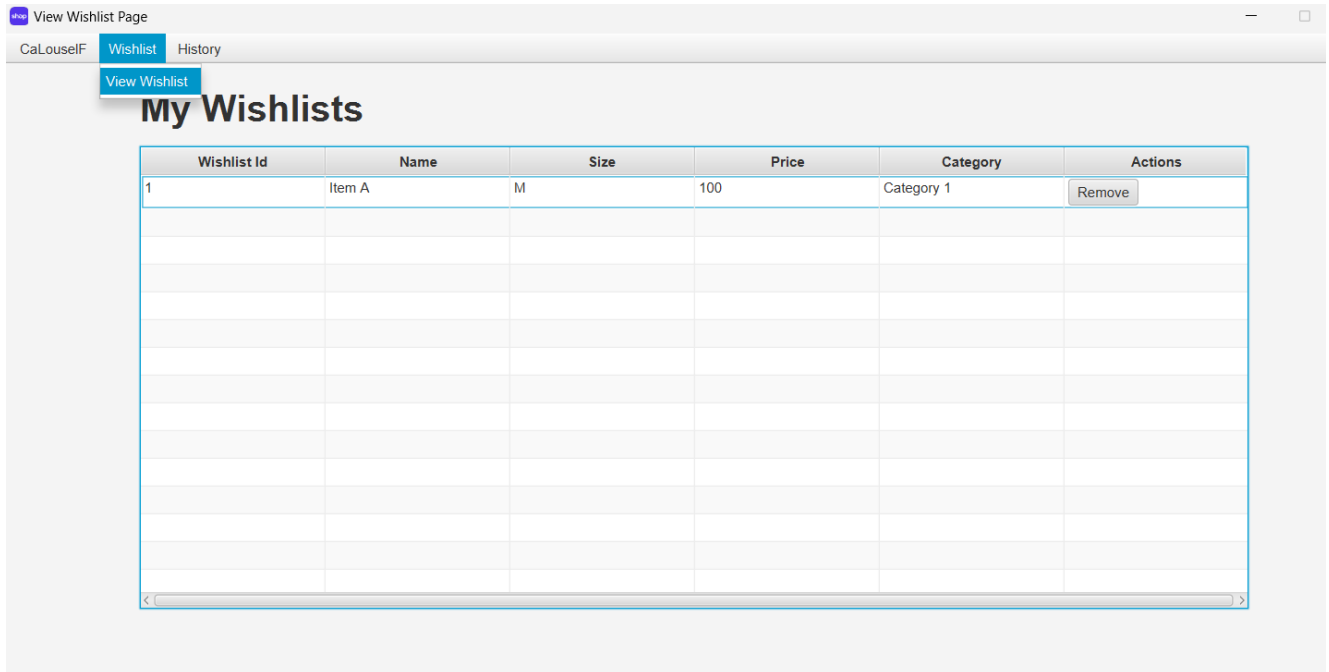 shop View Wishlist Page
CaLouselF Wishlist History
View Wishlist
My Wishlists
Wishlist Id Name Size Price Category Actions
1 Item A M 100 Category 1 Remove